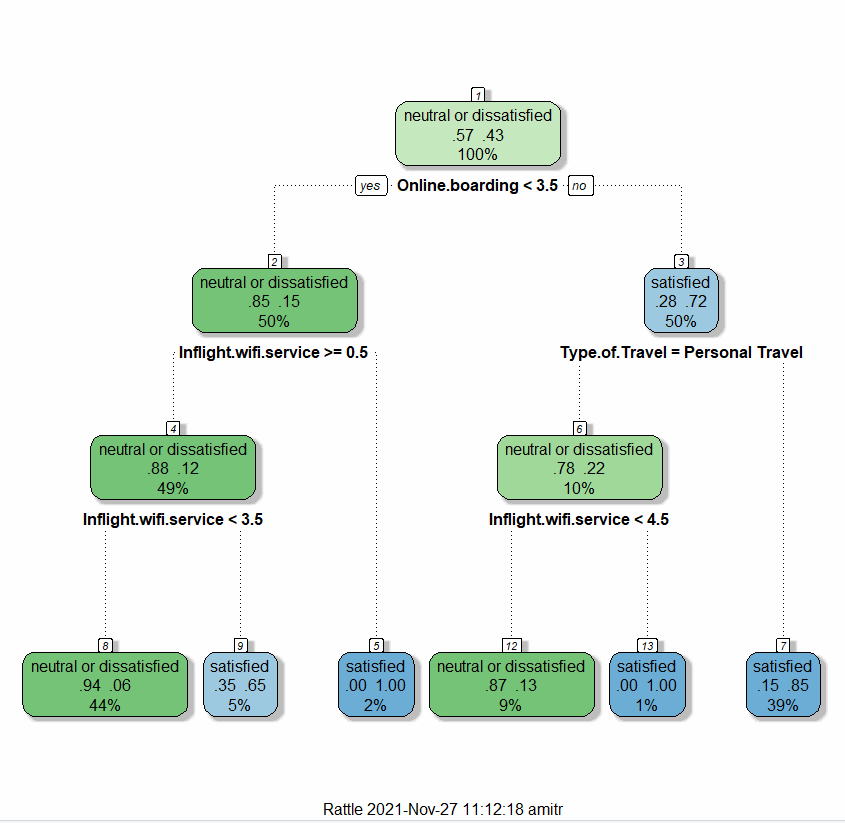 1
neutral or dissatisfied
.57 .43
100%
yes Online.boarding < 3.5 no
2
neutral or dissatisfied
.85 .15
50%
3
satisfied
.28 .72
50%
Inflight.wifi.service >= 0.5
Type.of.Travel = Personal Travel
4
neutral or dissatisfied
.88 .12
49%
6
neutral or dissatisfied
.78 .22
10%
Inflight.wifi.service < 3.5
Inflight.wifi.service < 4.5
8
neutral or dissatisfied
.94 .06
44%
9
satisfied
.35 .65
5%
5
satisfied
.00 1.00
2%
12
neutral or dissatisfied
.87 .13
9%
13
satisfied
.00 1.00
1%
7
satisfied
.15 .85
39%
Rattle 2021-Nov-27 11:12:18 amitr